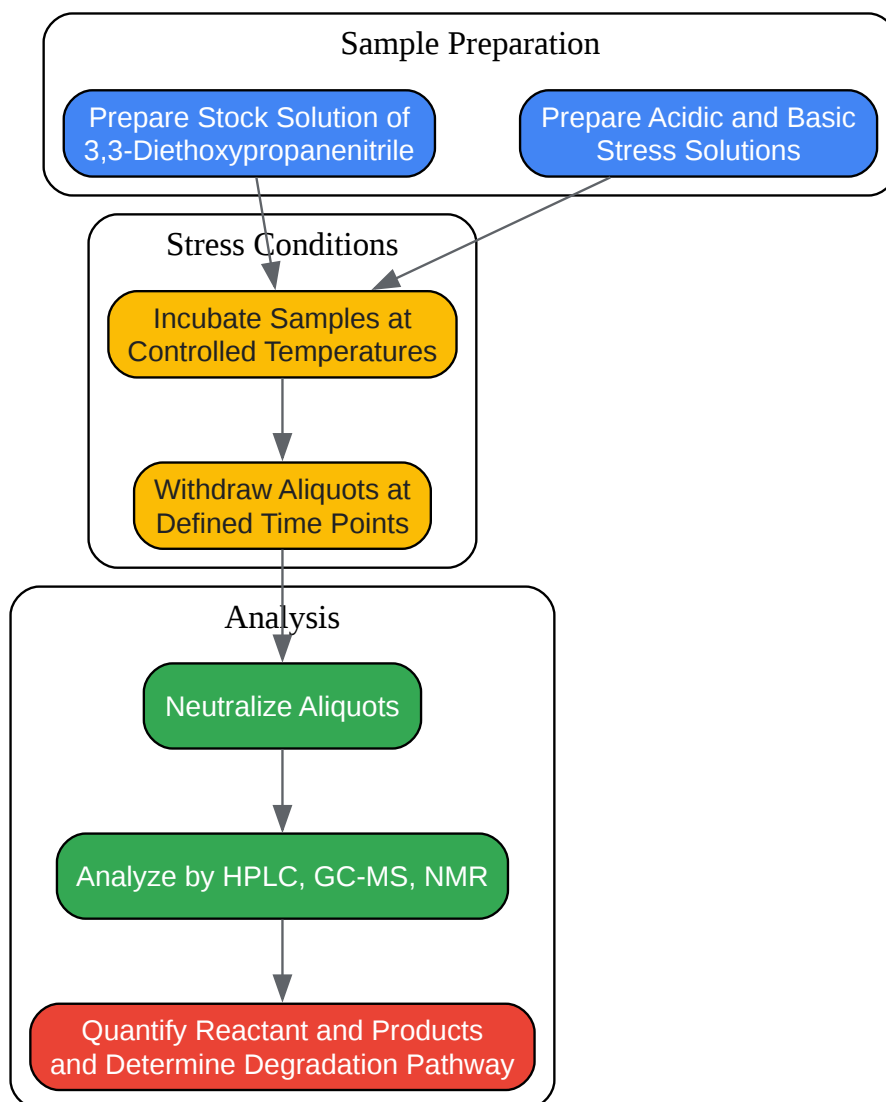 Sample Preparation
Prepare Stock Solution of
3,3-Diethoxypropanenitrile
Prepare Acidic and Basic
Stress Solutions
Stress Conditions
Incubate Samples at
Controlled Temperatures
Withdraw Aliquots at
Defined Time Points
Analysis
Neutralize Aliquots
Analyze by HPLC, GC-MS, NMR
Quantify Reactant and Products
and Determine Degradation Pathway